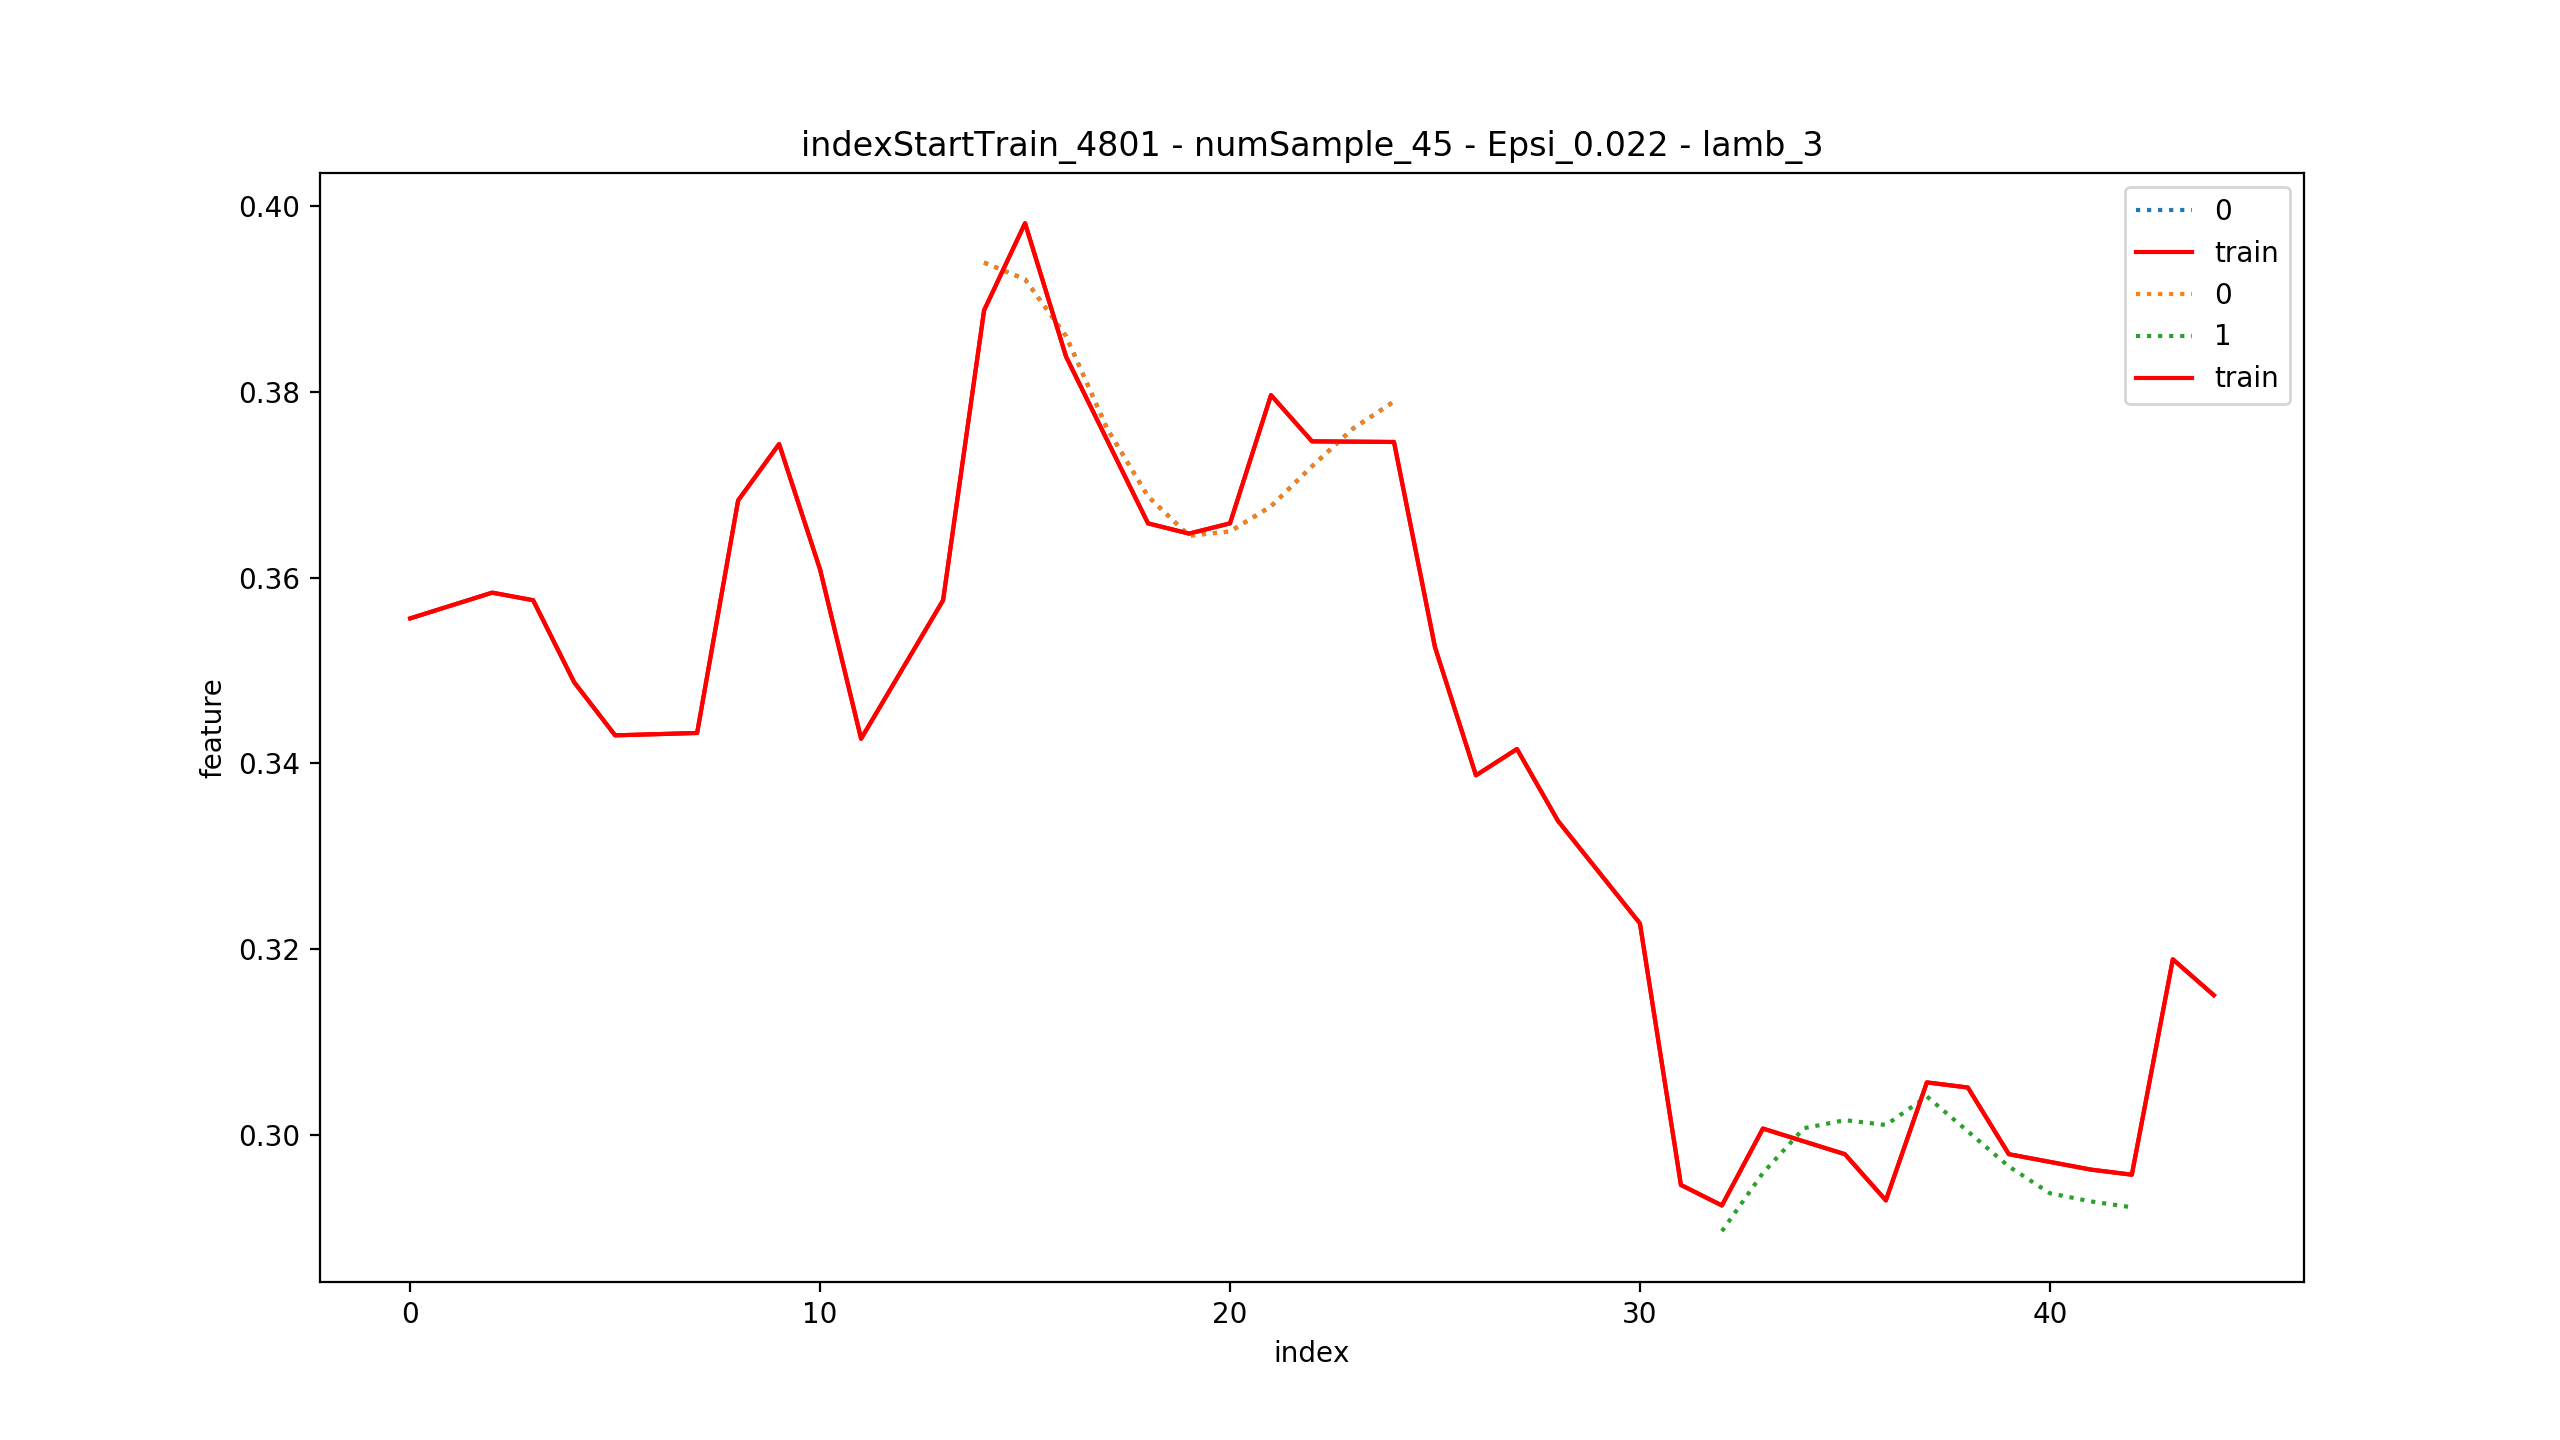 indexStartTrain_4801 - numSample_45 - Epsi_0.022 - lamb_3
0
train
0
1
train
0.40
0.38
0.36
0.34
0.32
0.30
feature
0 10 20 30 40
index